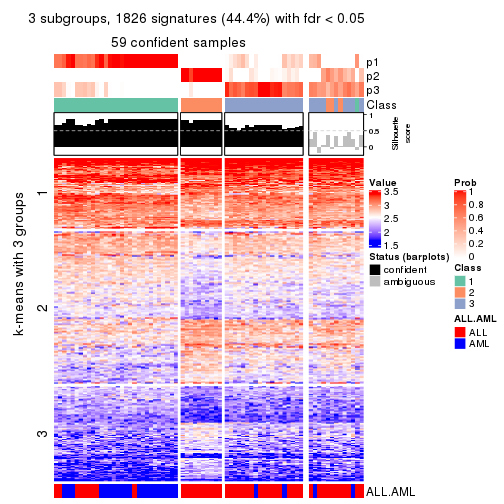 3 subgroups, 1826 signatures (44.4%) with fdr < 0.05
59 confident samples
p1
p2
p3
Class
1
0.5
0
Silhouette
score
k-means with 3 groups
1
2
3
ALL.AML
Value
3.5
3
2.5
2
1.5
Status (barplots)
confident
ambiguous
Prob
1
0.8
0.6
0.4
0.2
0
Class
1
2
3
ALL.AML
ALL
AML